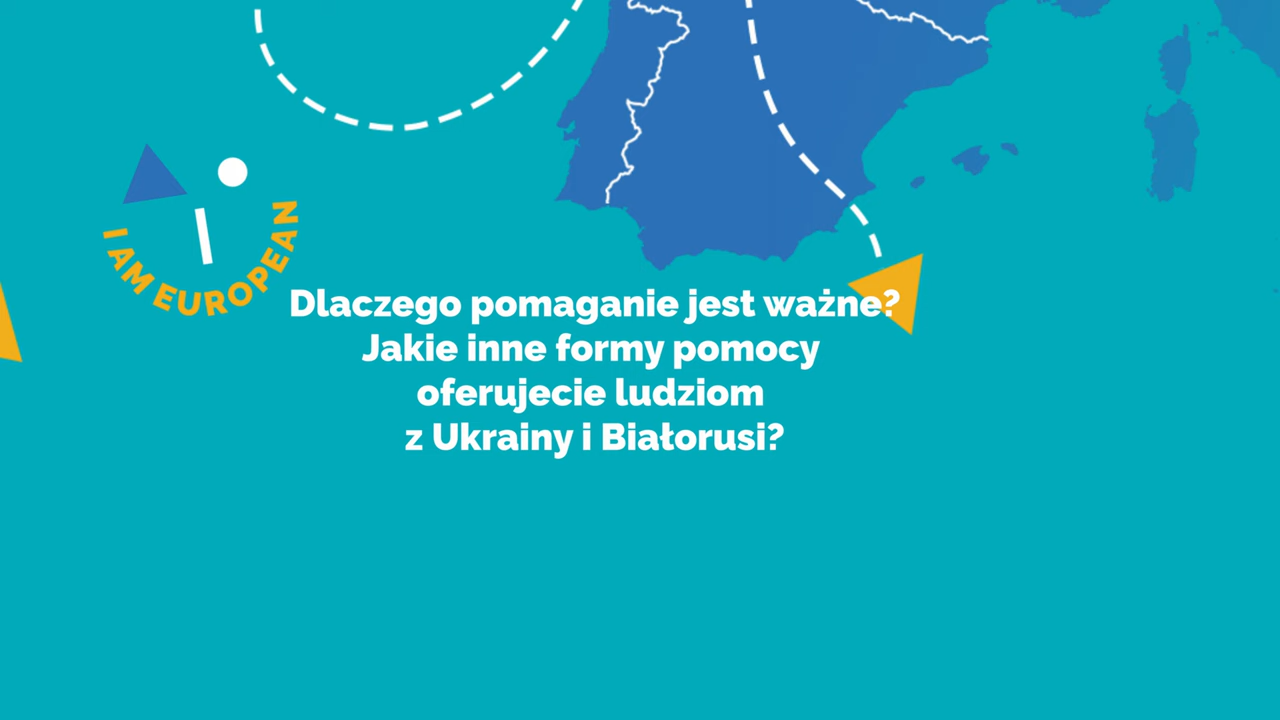 I AM EUROPEAN
Dlaczego pomaganie jest ważne?
Jakie inne formy pomocy
oferujecie ludziom
z Ukrainy i Białorusi?